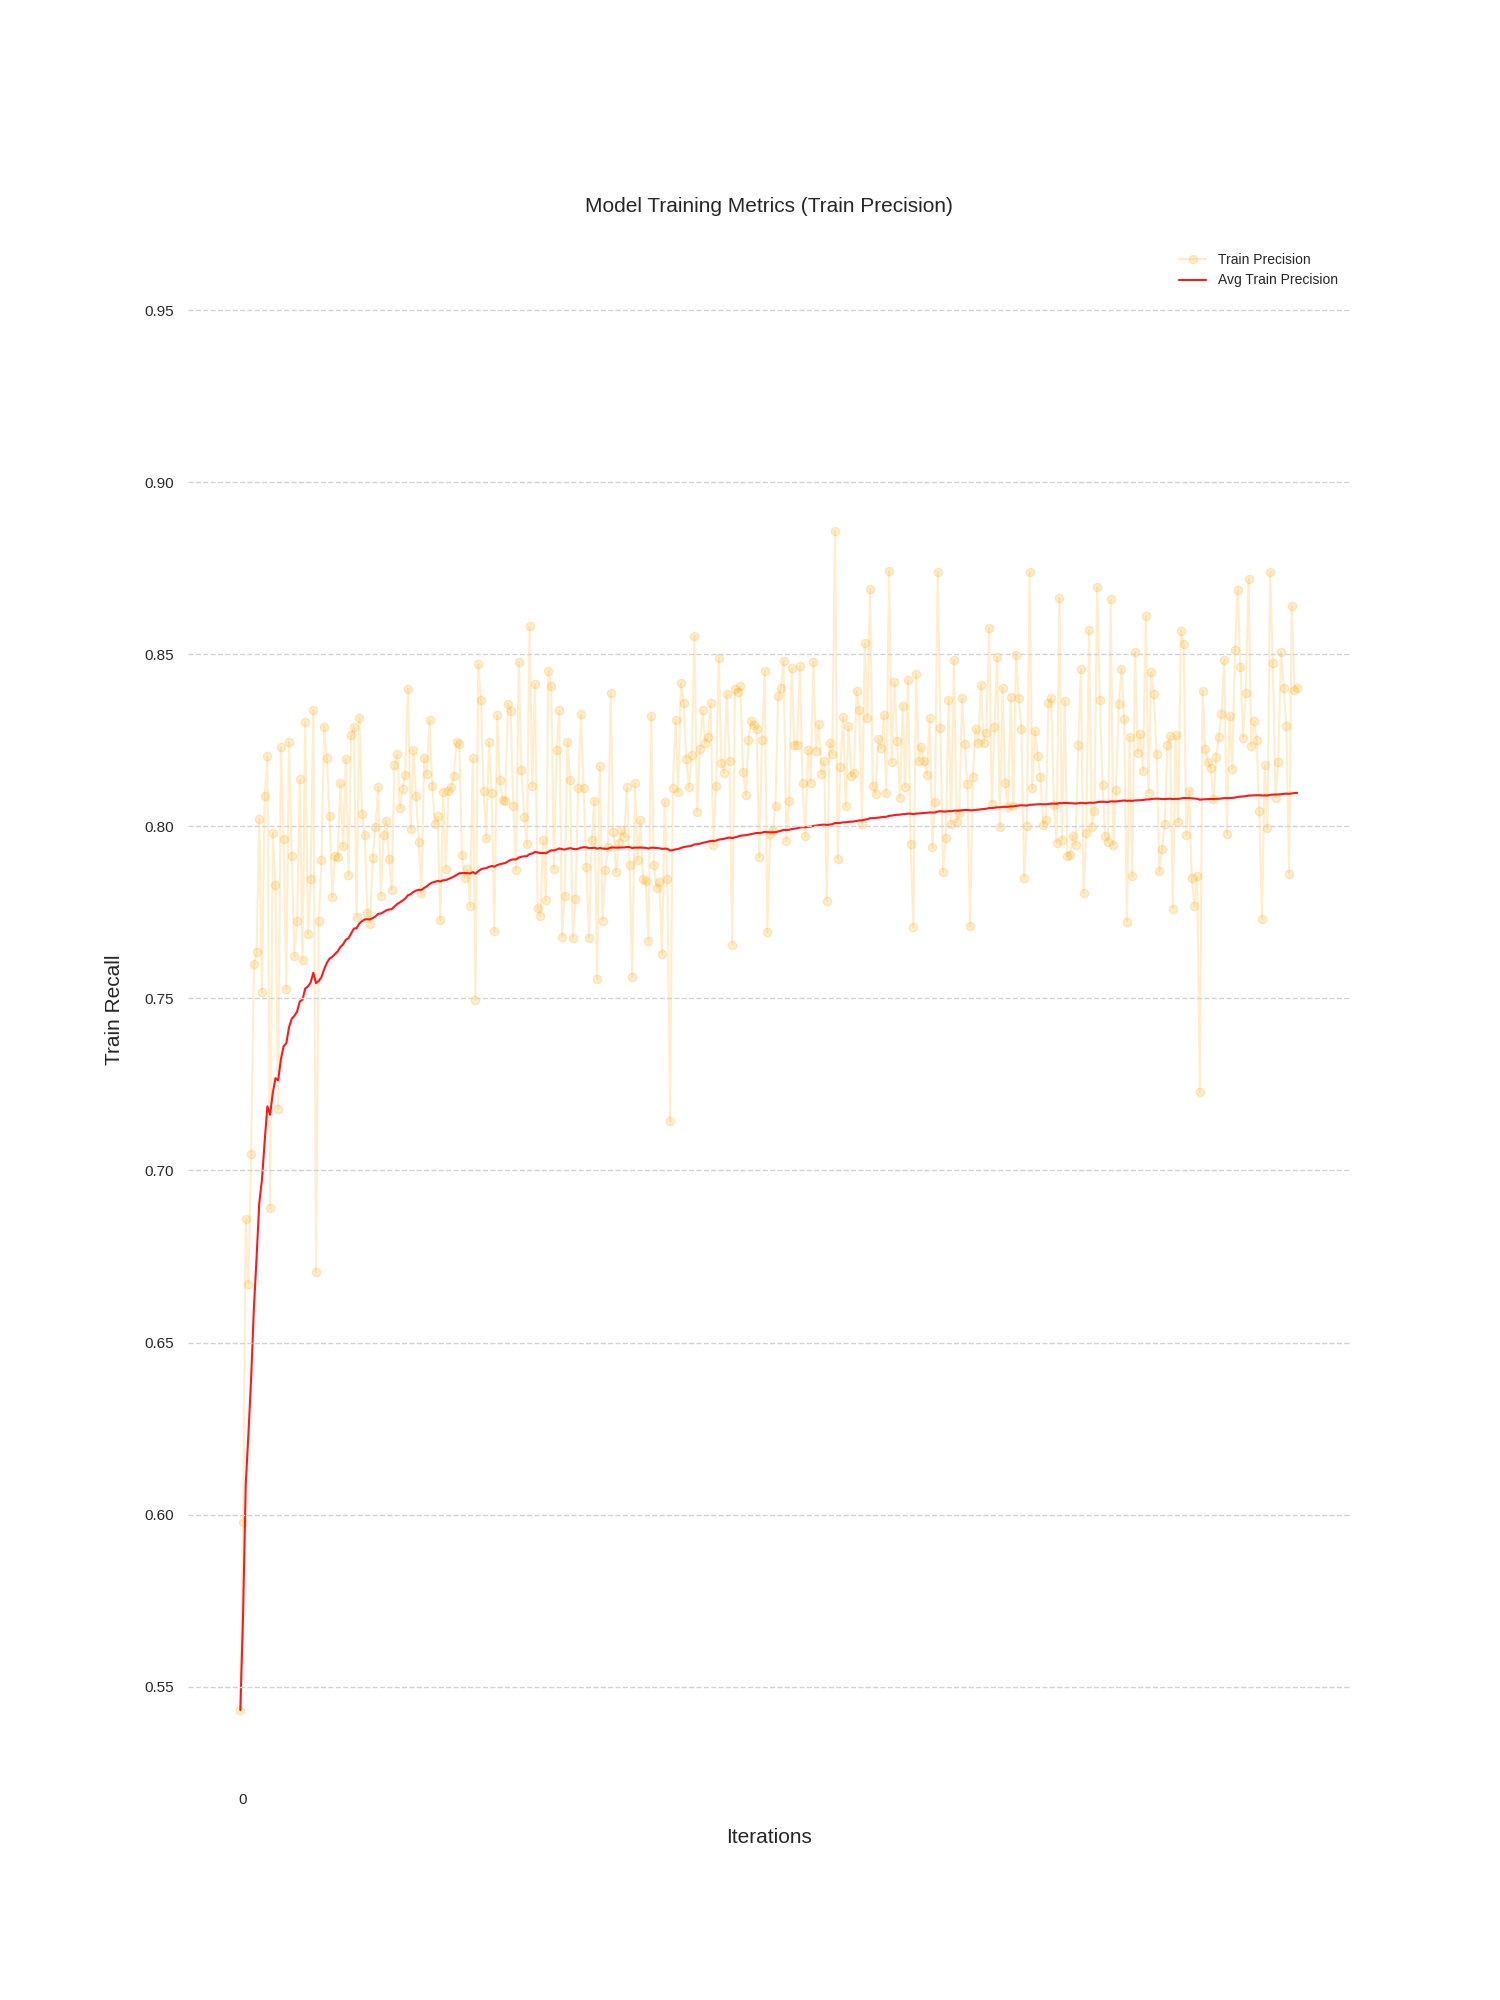 Model Training Metrics (Train Precision)
Train Precision
Avg Train Precision
0.95
0.90
0.85
0.80
0.75
0.70
0.65
0.60
0.55
Train Recall
0
Iterations